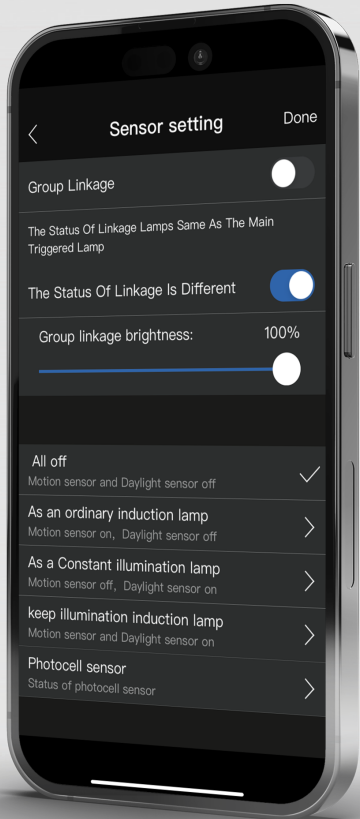 Sensor setting
Done
Group Linkage
The Status Of Linkage Lamps Same As The Main
Triggered Lamp
The Status Of Linkage Is Different
Group linkage brightness:
100%
All off
Motion sensor and Daylight sensor off
As an ordinary induction lamp
Motion sensor on, Daylight sensor off
As a Constant illumination lamp
Motion sensor off, Daylight sensor on
keep illumination induction lamp
Motion sensor and Daylight sensor on
Photocell sensor
Status of photocell sensor